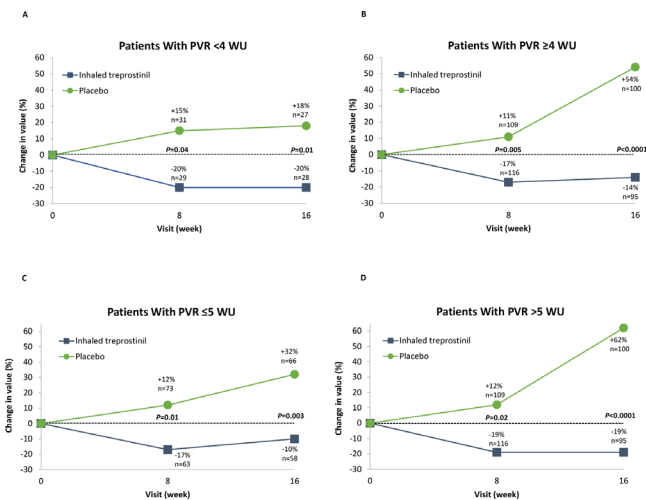 A
Patients With PVR <4 WU
60
50
40
30
20
10
0
-10
-20
-30
Change in value (%)
Inhaled treprostinil
Placebo
+15%
n=31
+18%
n=27
P=0.04
P=0.01
-20%
n=29
-20%
n=28
0
8
16
Visit (week)
B
Patients With PVR ≥4 WU
60
50
40
30
20
10
0
-10
-20
-30
Change in value (%)
Inhaled treprostinil
Placebo
+54%
n=100
+11%
n=109
P=0.005
P<0.0001
-17%
n=116
-14%
n=95
0
8
16
Visit (week)
C
Patients With PVR ≤5 WU
60
50
40
30
20
10
0
-10
-20
-30
Change in value (%)
Inhaled treprostinil
Placebo
+32%
n=66
+12%
n=73
P=0.01
P=0.003
-17%
n=63
-10%
n=58
0
8
16
Visit (week)
D
Patients With PVR >5 WU
60
50
40
30
20
10
0
-10
-20
-30
Change in value (%)
Inhaled treprostinil
Placebo
+62%
n=100
+12%
n=109
P=0.02
P<0.0001
-19%
n=116
-19%
n=95
0
8
16
Visit (week)